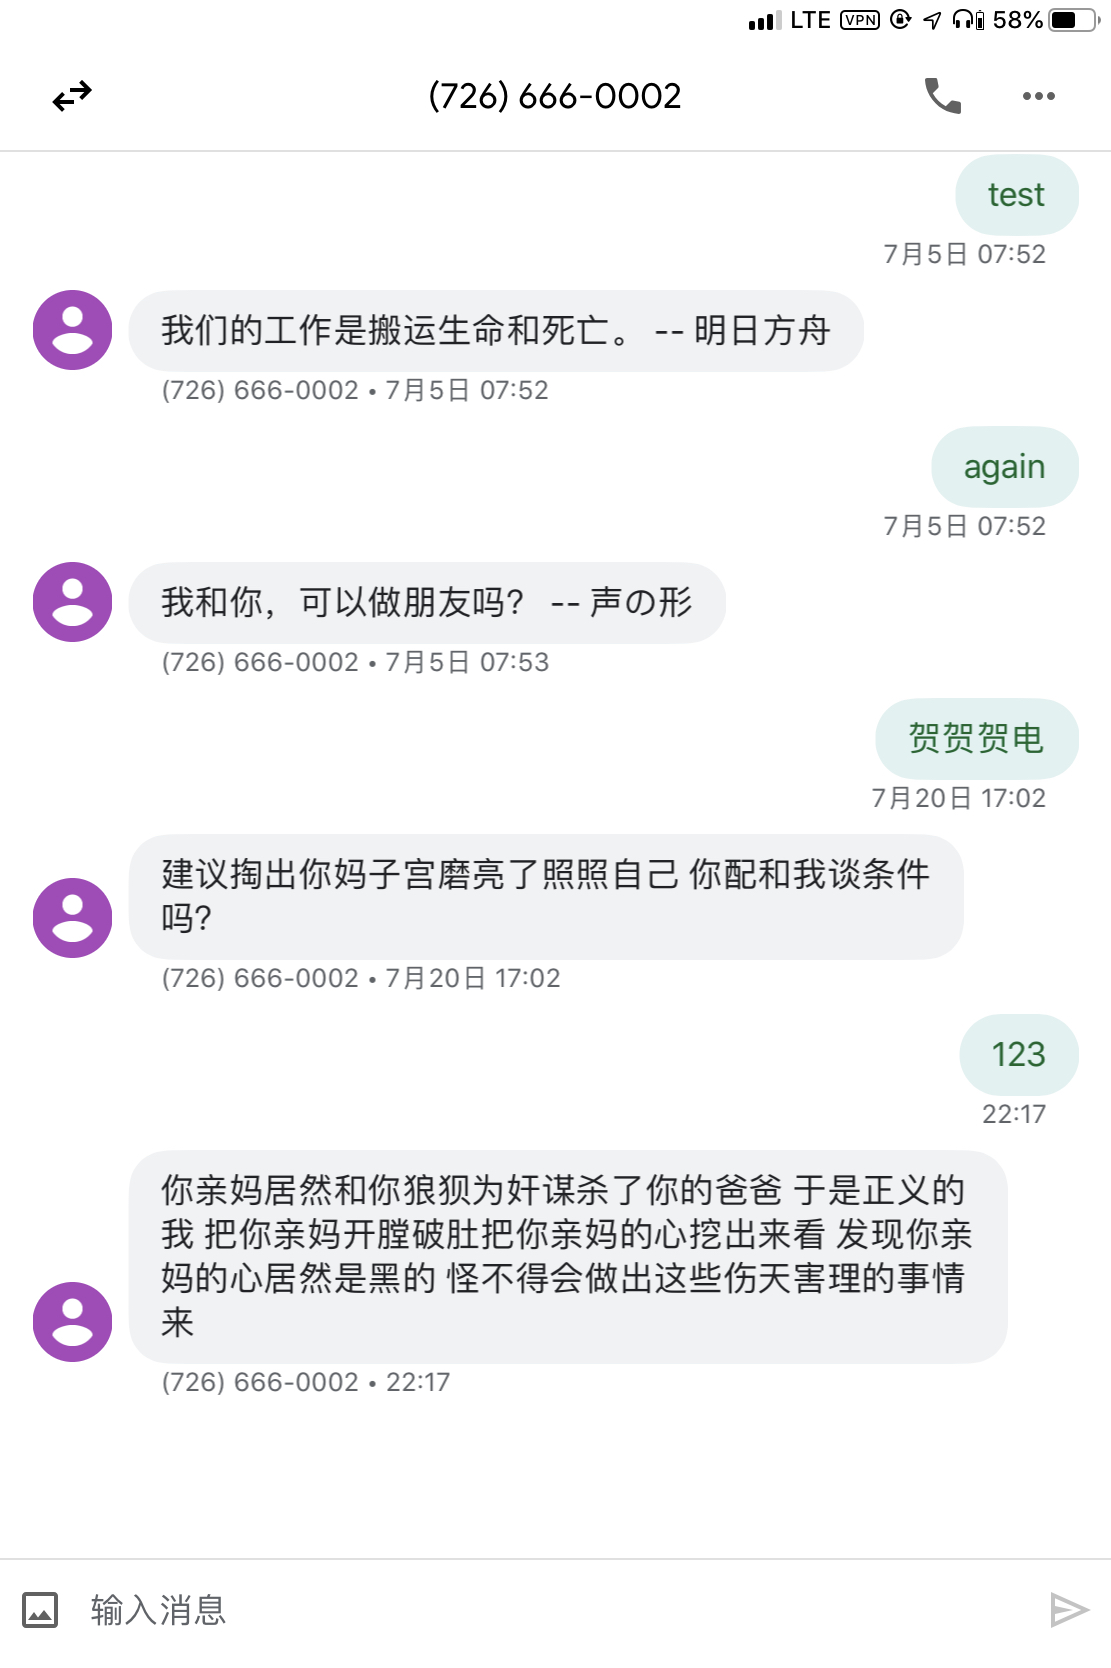 LTE VPN 58%
(726) 666-0002
test
7月5日 07:52
我们的工作是搬运生命和死亡。 -- 明日方舟
(726) 666-0002 • 7月5日 07:52
again
7月5日 07:52
我和你，可以做朋友吗？ -- 声の形
(726) 666-0002 • 7月5日 07:53
贺贺贺电
7月20日 17:02
建议掏出你妈子宫磨亮了照照自己 你配和我谈条件
吗?
(726) 666-0002 • 7月20日 17:02
123
22:17
你亲妈居然和你狼狈为奸谋杀了你的爸爸 于是正义的
我 把你亲妈开膛破肚把你亲妈的心挖出来看 发现你亲
妈的心居然是黑的 怪不得会做出这些伤天害理的事情
来
(726) 666-0002 • 22:17
输入消息